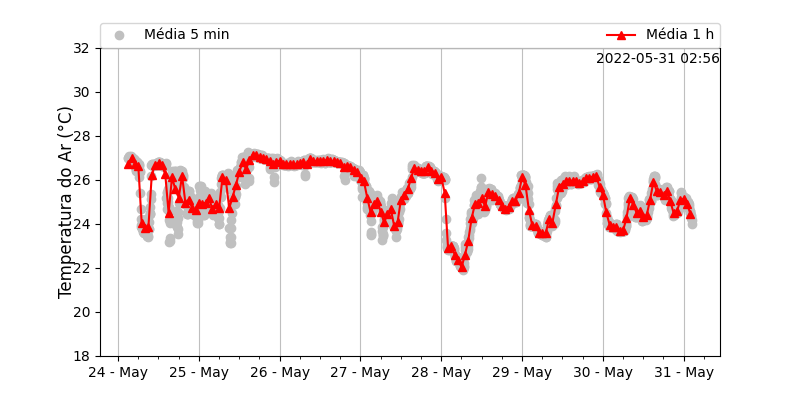 Média 5 min
Média 1 h
2022-05-31 02:56
Temperatura do Ar (°C)
32
30
28
26
24
22
20
18
24 - May
25 - May
26 - May
27 - May
28 - May
29 - May
30 - May
31 - May